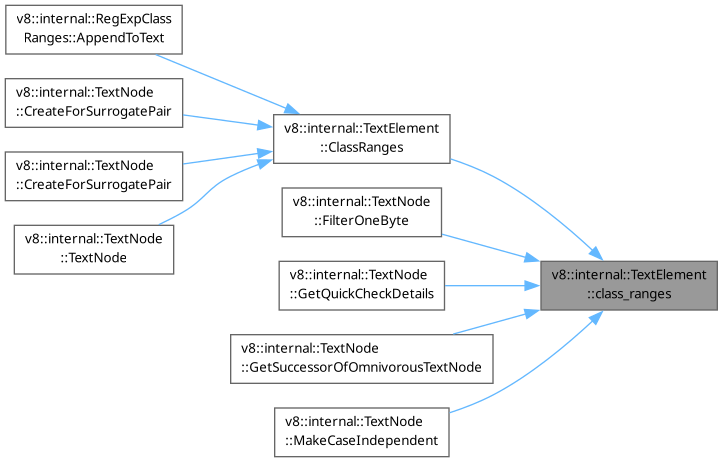 v8::internal::RegExpClass
Ranges::AppendToText
v8::internal::TextNode
::CreateForSurrogatePair
v8::internal::TextNode
::CreateForSurrogatePair
v8::internal::TextNode
::TextNode
v8::internal::TextElement
::ClassRanges
v8::internal::TextNode
::FilterOneByte
v8::internal::TextNode
::GetQuickCheckDetails
v8::internal::TextNode
::GetSuccessorOfOmnivorousTextNode
v8::internal::TextNode
::MakeCaseIndependent
v8::internal::TextElement
::class_ranges